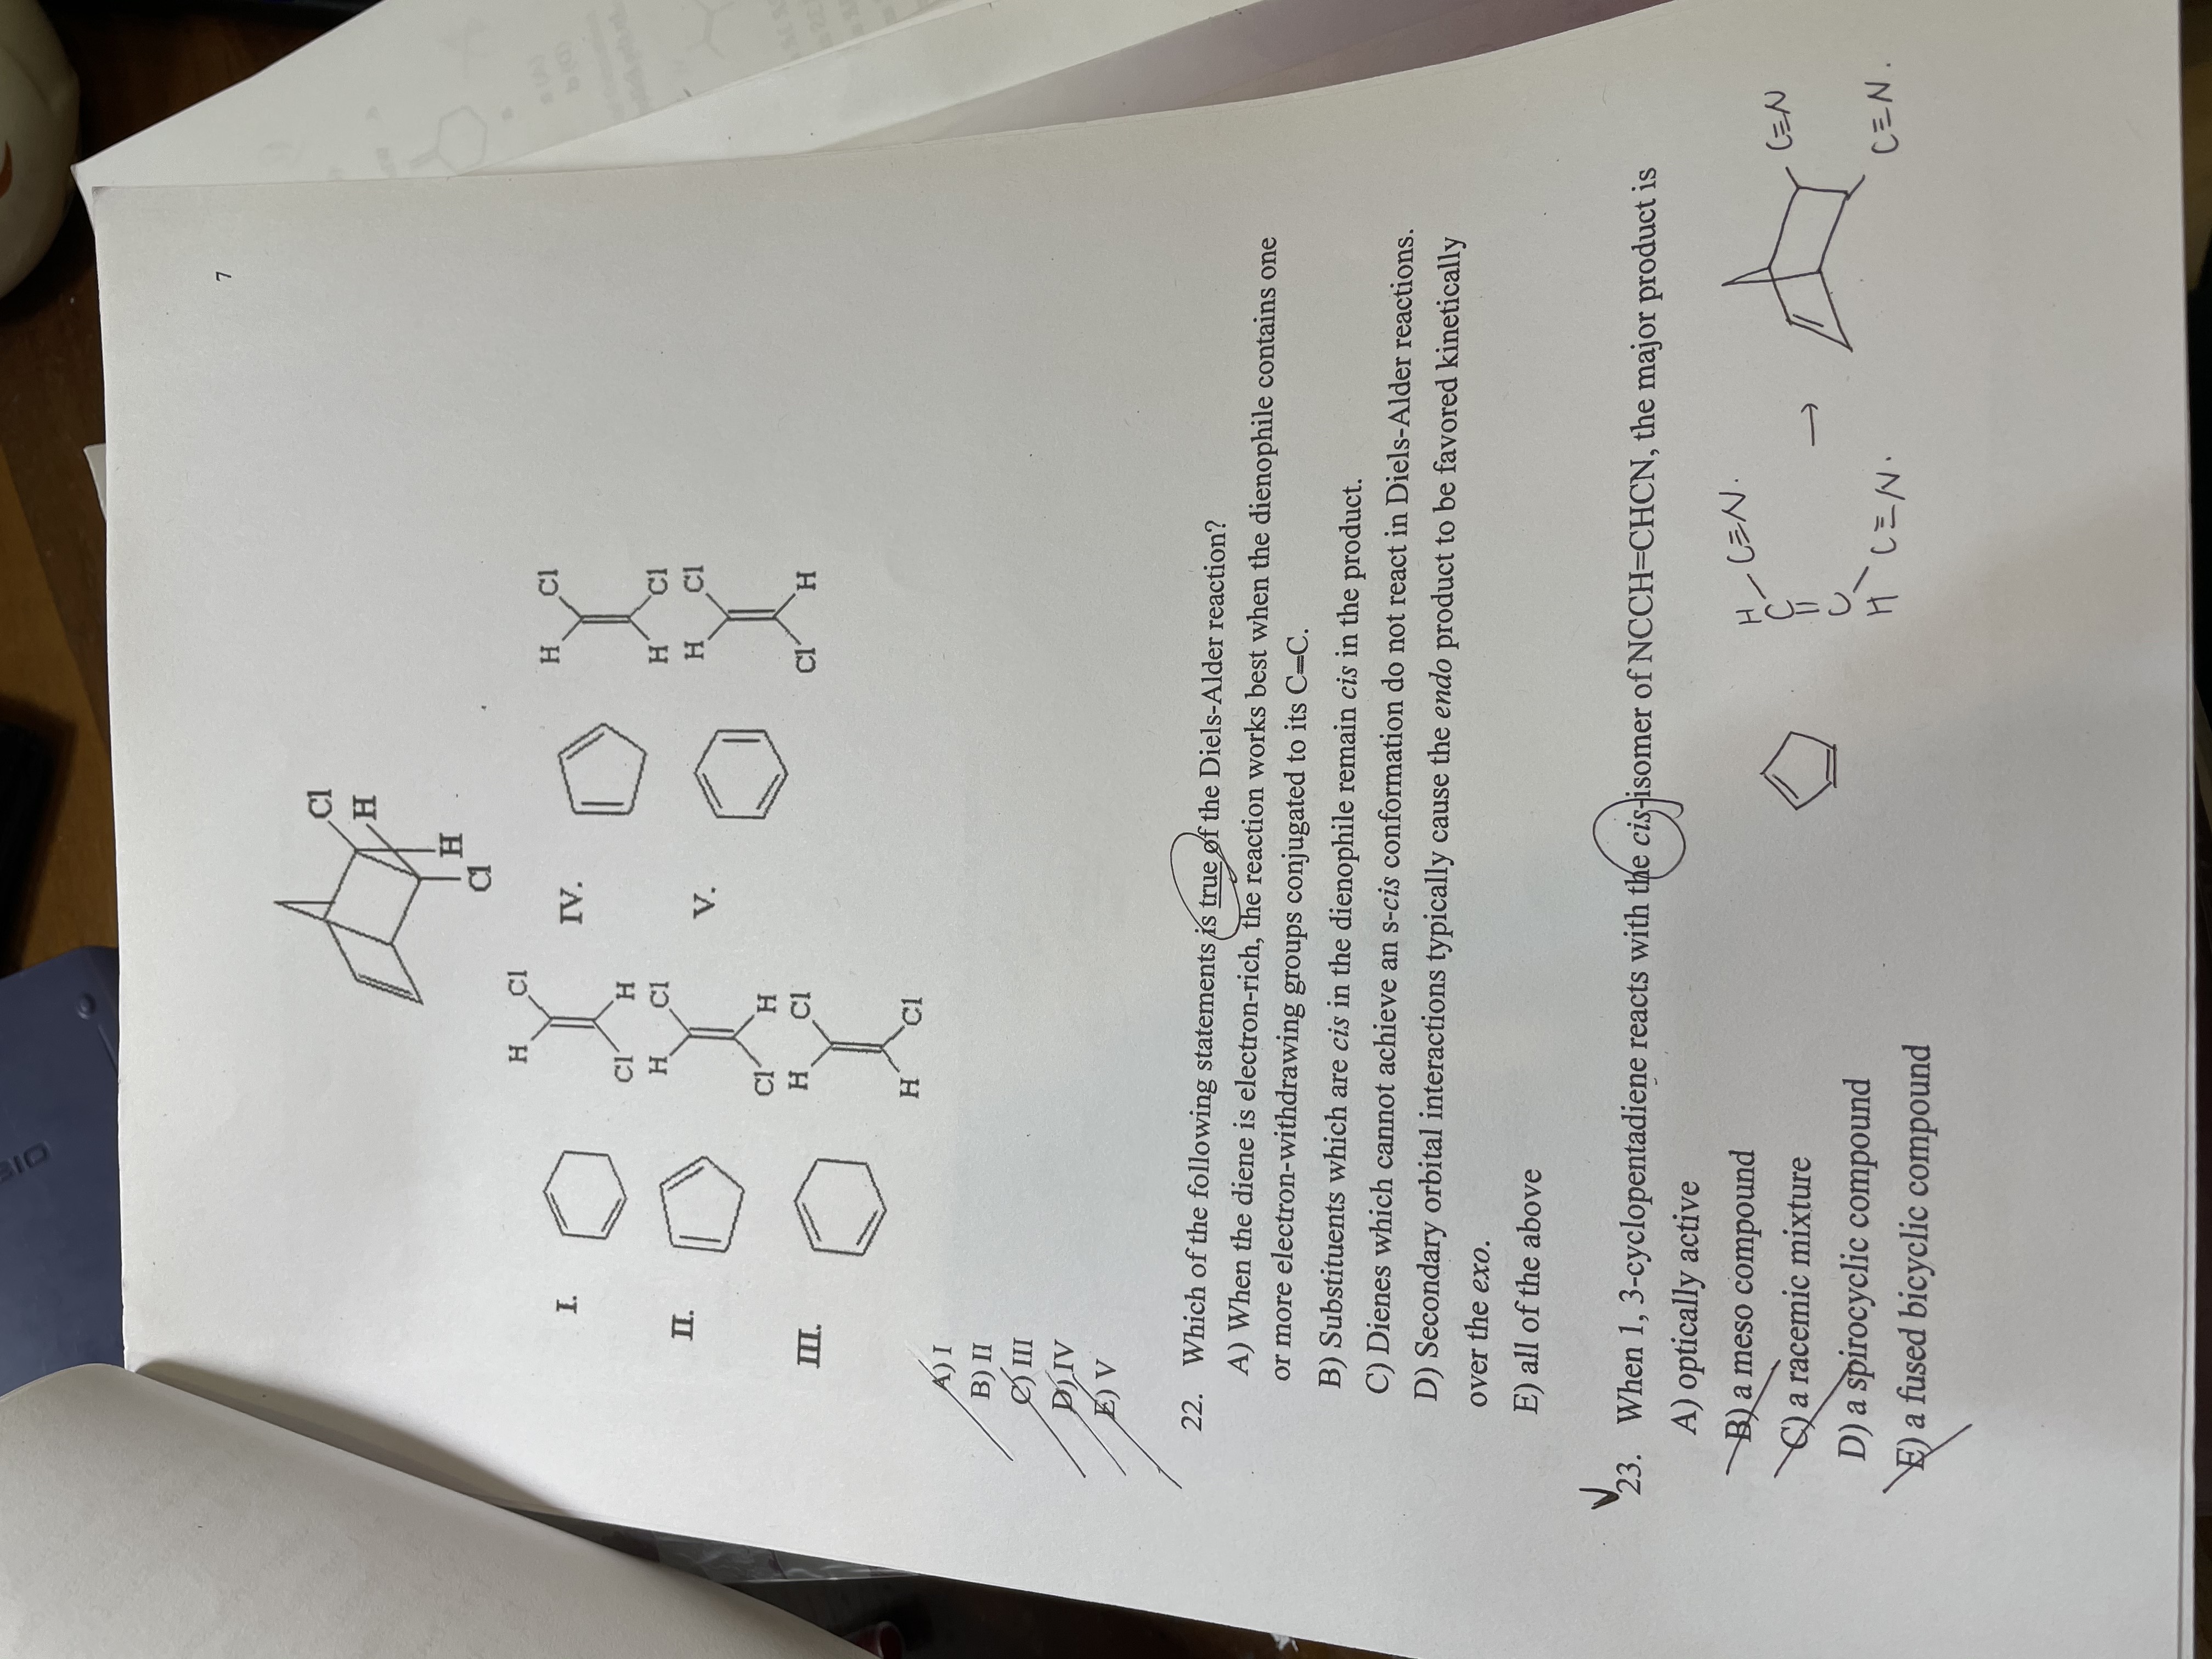 7
Cl
H
H
Cl
H Cl
I.
Cl H
IV.
H Cl
H Cl
II.
H Cl
Cl H
V.
H Cl
Cl H
III.
H Cl
H Cl
A) I
B) II
C) III
D) IV
E) V
22. Which of the following statements is true of the Diels-Alder reaction?
A) When the diene is electron-rich, the reaction works best when the dienophile contains one
or more electron-withdrawing groups conjugated to its C=C.
B) Substituents which are cis in the dienophile remain cis in the product.
C) Dienes which cannot achieve an s-cis conformation do not react in Diels-Alder reactions.
D) Secondary orbital interactions typically cause the endo product to be favored kinetically
over the exo.
E) all of the above
23. When 1, 3-cyclopentadiene reacts with the cis-isomer of NCCH=CHCN, the major product is
A) optically active
B) a meso compound
C) a racemic mixture
D) a spirocyclic compound
E) a fused bicyclic compound
H C≡N.
C
C
H C≡N.
→
C≡N
C≡N.